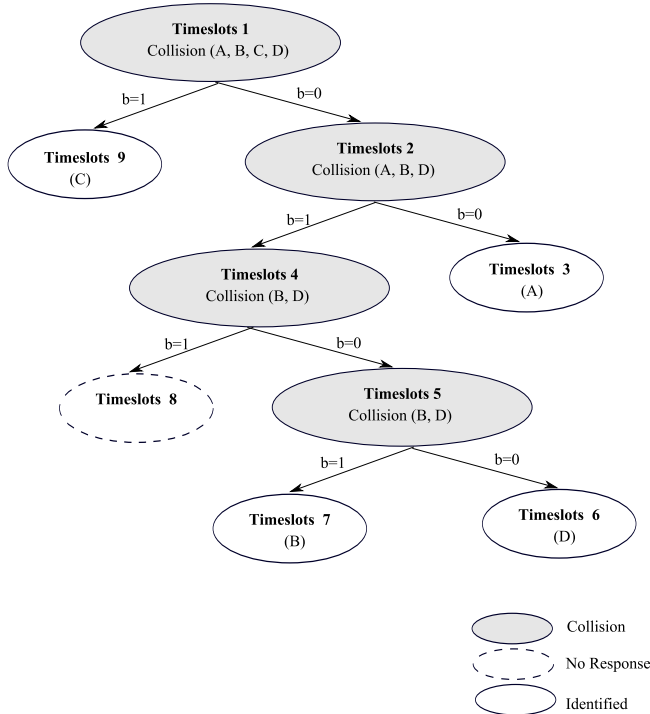 Timeslots 1
Collision (A, B, C, D)
b=1
b=0
Timeslots 9
(C)
Timeslots 2
Collision (A, B, D)
b=1
b=0
Timeslots 4
Collision (B, D)
Timeslots 3
(A)
b=1
b=0
Timeslots 8
Timeslots 5
Collision (B, D)
b=1
b=0
Timeslots 7
(B)
Timeslots 6
(D)
Collision
No Response
Identified